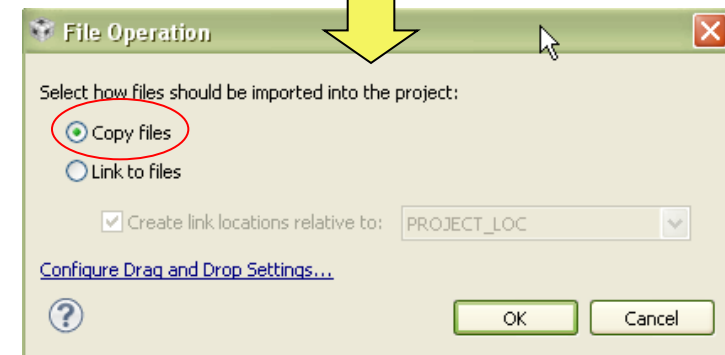 File Operation
Select how files should be imported into the project:
Copy files
Link to files
Create link locations relative to: PROJECT_LOC
Configure Drag and Drop Settings...
? OK Cancel